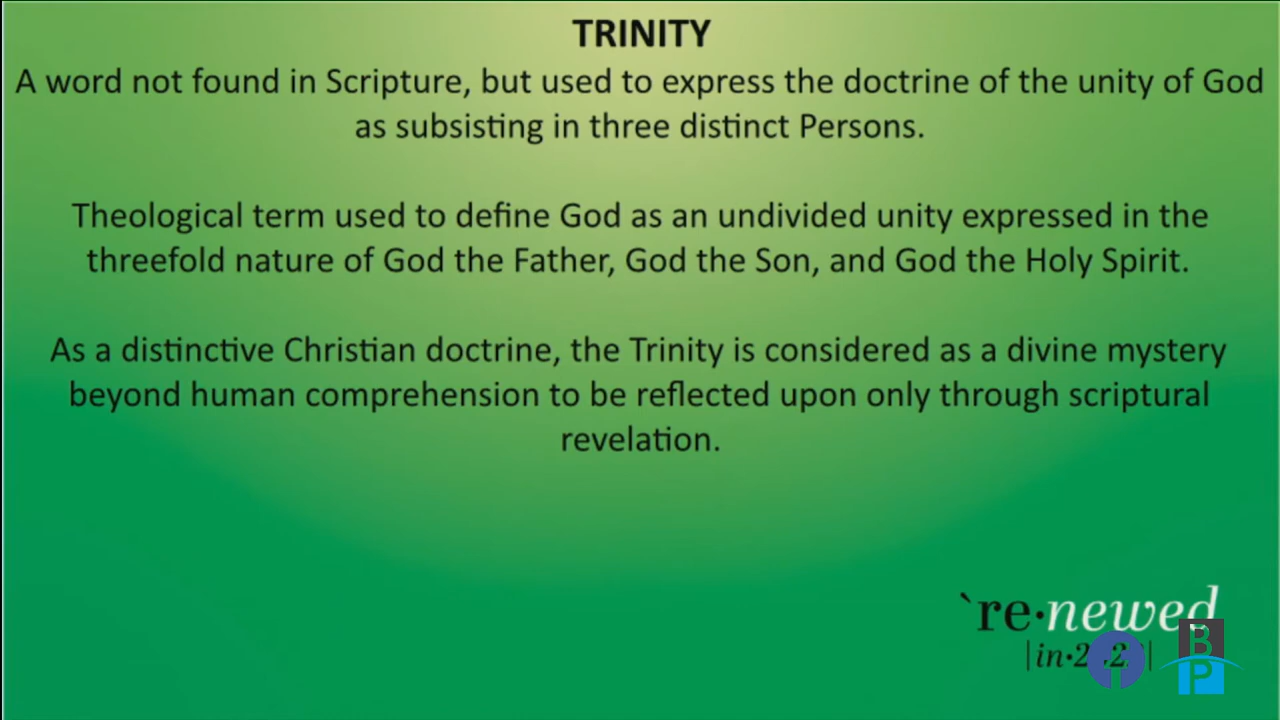 TRINITY
A word not found in Scripture, but used to express the doctrine of the unity of God
as subsisting in three distinct Persons.
Theological term used to define God as an undivided unity expressed in the
threefold nature of God the Father, God the Son, and God the Holy Spirit.
As a distinctive Christian doctrine, the Trinity is considered as a divine mystery
beyond human comprehension to be reflected upon only through scriptural
revelation.
`re·newed
|in·2
B
P